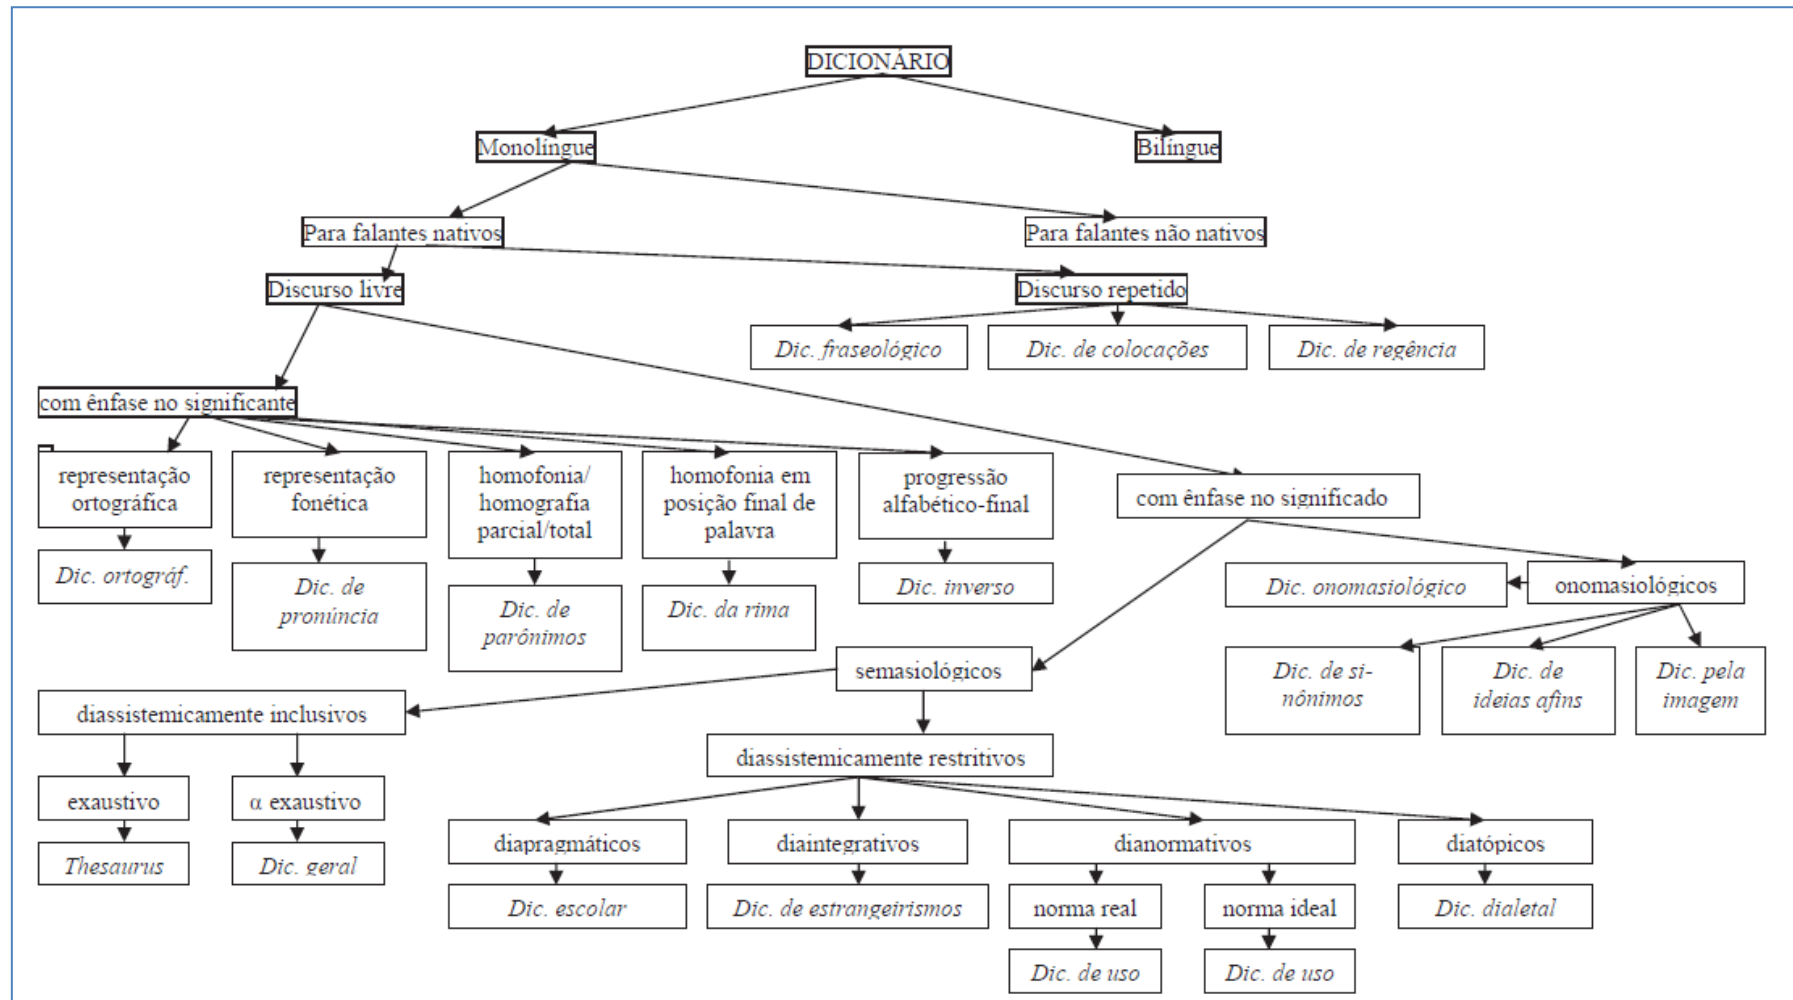 DICIONÁRIO
Monolíngue
Bilíngue
Para falantes nativos
Para falantes não nativos
Discurso livre
Discurso repetido
Dic. fraseológico
Dic. de colocações
Dic. de regência
com ênfase no significante
representação
ortográfica
representação
fonética
homofonia/
homografia
parcial/total
homofonia em
posição final de
palavra
progressão
alfabético-final
com ênfase no significado
Dic. ortográf.
Dic. de
pronúncia
Dic. de
parônimos
Dic. da rima
Dic. inverso
Dic. onomasiológico
onomasiológicos
semasiológicos
Dic. de si-
nônimos
Dic. de
ideias afins
Dic. pela
imagem
diassistemicamente inclusivos
diassistemicamente restritivos
exaustivo
α exaustivo
Thesaurus
Dic. geral
diapragmáticos
diaintegrativos
dianormativos
diatópicos
Dic. escolar
Dic. de estrangeirismos
norma real
norma ideal
Dic. dialetal
Dic. de uso
Dic. de uso